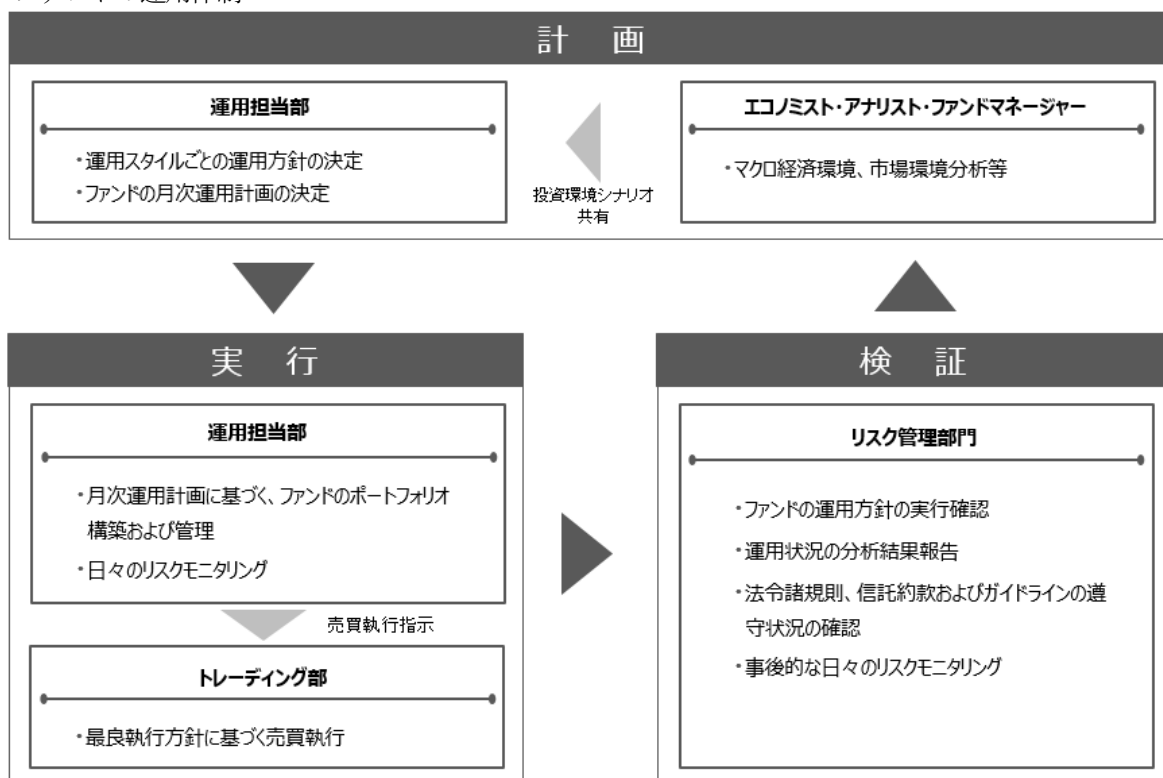 計 画
運用担当部
・運用スタイルごとの運用方針の決定
・ファンドの月次運用計画の決定
投資環境シナリオ
共有
エコノミスト・アナリスト・ファンドマネージャー
・マクロ経済環境、市場環境分析等
実 行
運用担当部
・月次運用計画に基づく、ファンドのポートフォリオ
構築および管理
・日々のリスクモニタリング
売買執行指示
トレーディング部
・最良執行方針に基づく売買執行
検 証
リスク管理部門
・ファンドの運用方針の実行確認
・運用状況の分析結果報告
・法令諸規則、信託約款およびガイドラインの遵
守状況の確認
・事後的な日々のリスクモニタリング